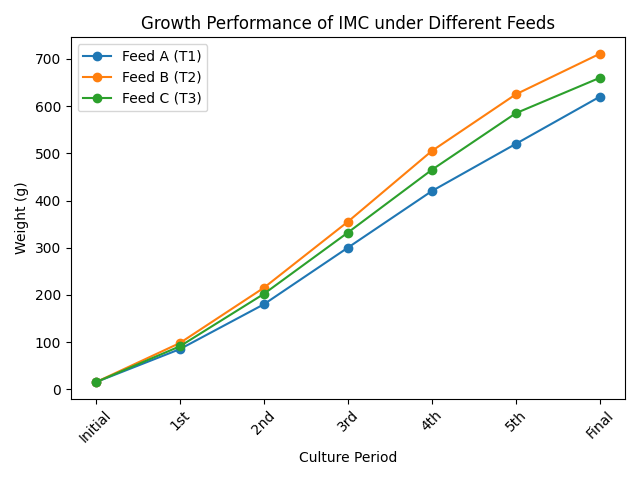 Growth Performance of IMC under Different Feeds
Feed A (T1)
Feed B (T2)
Feed C (T3)
Weight (g)
700
600
500
400
300
200
100
0
Initial
1st
2nd
3rd
4th
5th
Final
Culture Period